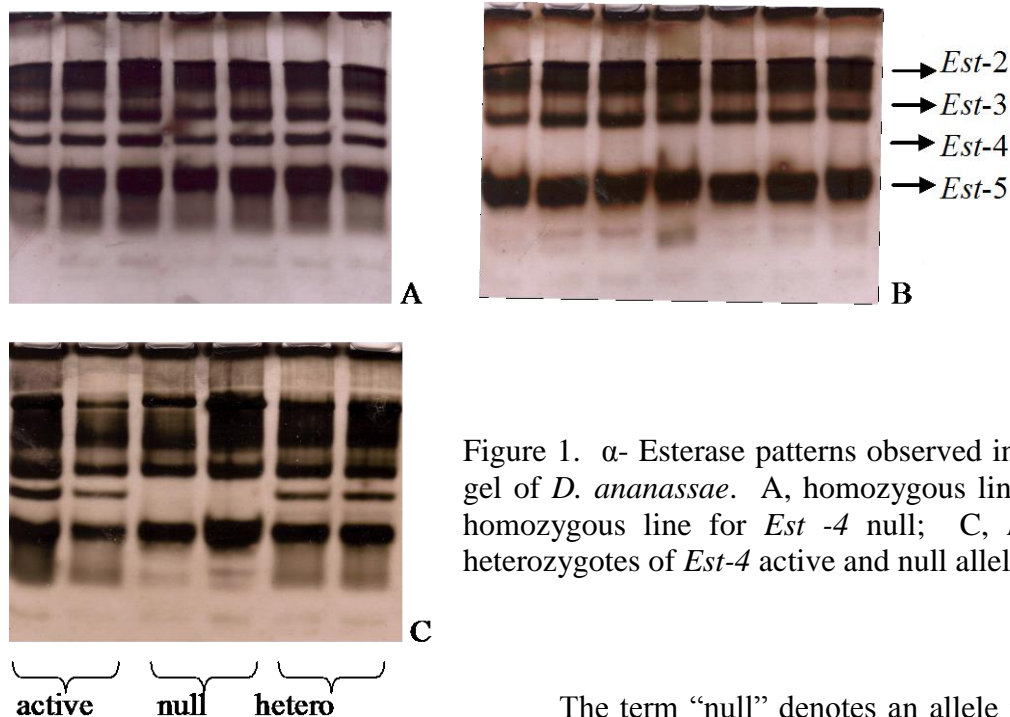 Est-2
Est-3
Est-4
Est-5
A
B
C
active null hetero
Figure 1. α- Esterase patterns observed in
gel of D. ananassae. A, homozygous lin
homozygous line for Est -4 null; C,
heterozygotes of Est-4 active and null allel
The term “null” denotes an allele